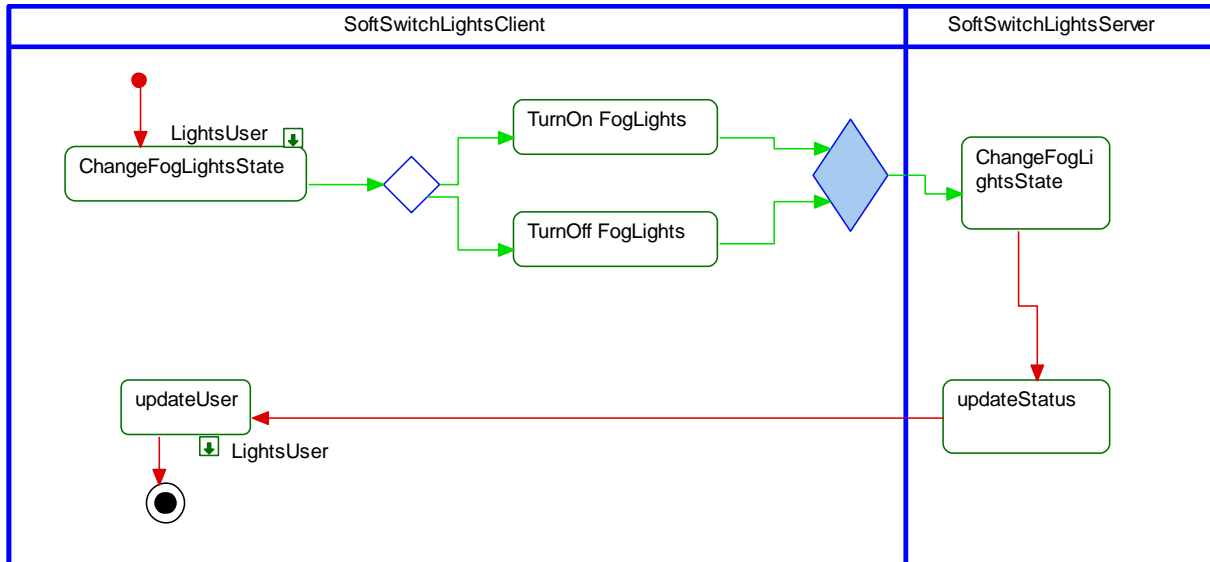 SoftSwitchLightsClient
SoftSwitchLightsServer
LightsUser
ChangeFogLightsState
TurnOn FogLights
TurnOff FogLights
ChangeFogLi
ghtsState
updateUser
LightsUser
updateStatus